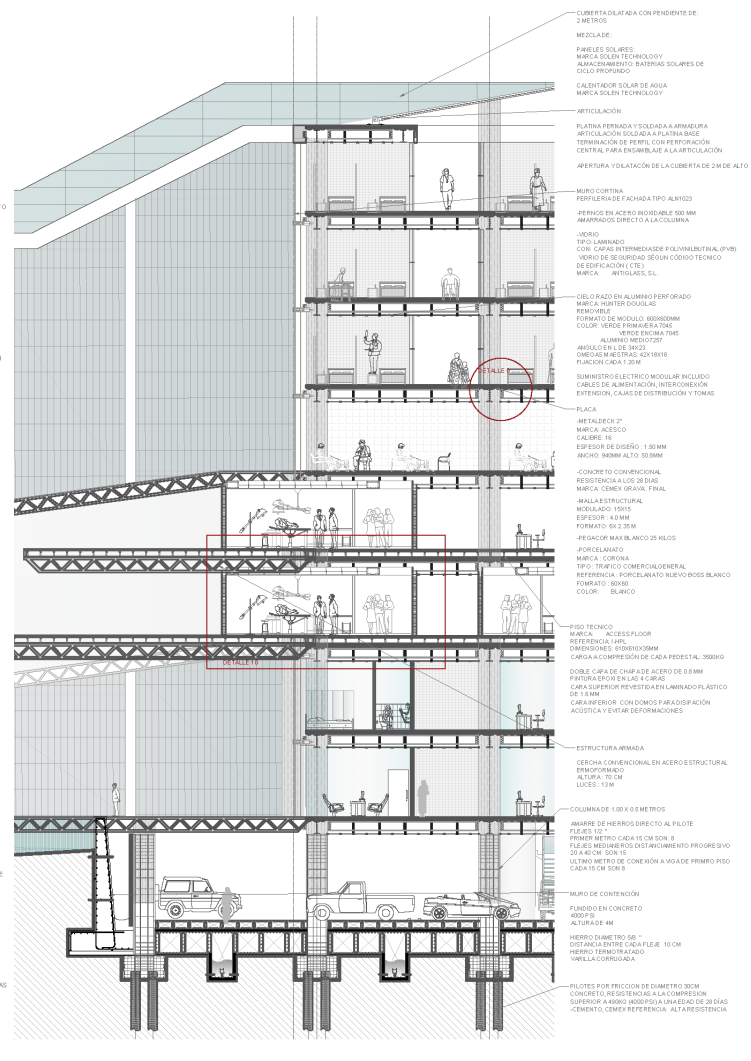 CUBIERTA DILATADA CON PENDIENTE DE:
2 METROS
MEZCLA DE:
PANELES SOLARES:
MARCA SOLEN TECHNOLOGY
ALMACENAMIENTO: BATERIAS SOLARES DE
CICLO PROFUNDO
CALENTADOR SOLAR DE AGUA
MARCA SOLEN TECHNOLOGY
ARTICULACIÓN
PLATINA PERNADA Y SOLDADA A ARMADURA
ARTICULACIÓN SOLDADA A PLATINA BASE
TERMINACIÓN DE PERFIL CON PERFORACIÓN
CENTRAL PARA ENSAMBLAJE A LA ARTICULACIÓN
APERTURA Y DILATACIÓN DE LA CUBIERTA DE 2 M DE ALTO
MURO CORTINA
PERFILERIA DE FACHADA TIPO ALN1023
-PERNOS EN ACERO INOXIDABLE 500 MM
AMARRADOS DIRECTO A LA COLUMNA
-VIDRIO
TIPO: LAMINADO
CON: CAPAS INTERMEDIAS DE POLIVINILBUTINAL (PVB)
VIDRIO DE SEGURIDAD SEGUN CÓDIGO TECNICO
DE EDIFICACIÓN ( CTE )
MARCA: ANTIGLASS, S.L.
CIELO RAZO EN ALUMINIO PERFORADO
MARCA: HUNTER DOUGLAS
REMOVIBLE
FORMATO DE MODULO: 600X600MM
COLOR: VERDE PRIMAVERA 7045
VERDE ENCIMA 7045
ALUMINIO MEDIO7257
ANGULO EN L DE 34X23
OMEGAS MAESTRAS: 42X18X16
FIJACION CADA 1.20 M
DETALLE
SUMINISTRO ELECTRICO MODULAR INCLUIDO
CABLES DE ALIMENTACIÓN, INTERCONEXIÓN
EXTENSION, CAJAS DE DISTRIBUCIÓN Y TOMAS
PLACA
-METALDECK 2"
MARCA: ACESCO
CALIBRE: 16
ESPESOR DE DISEÑO : 1.50 MM
ANCHO: 940MM ALTO: 50.8MM
-CONCRETO CONVENCIONAL
RESISTENCIA A LOS 28 DIAS
MARCA: CEMEX GRAVA FINAL
-MALLA ESTRUCTURAL
MODULADO: 15X15
ESPESOR : 4.0 MM
FORMATO: 6X 2.35 M
-PEGACOR MAX BLANCO 25 KILOS
-PORCELANATO
MARCA : CORONA
TIPO : TRAFICO COMERCIAL GENERAL
REFERENCIA : PORCELANATO NUEVO BOSS BLANCO
FOMRATO : 60X60
COLOR: BLANCO
PISO TECNICO
MARCA: ACCESS FLOOR
REFERENCIA: I-HPL
DIMENSIONES: 610X610X35MM
CARGA A COMPRESIÓN DE CADA PEDESTAL: 3500KG
DETALLE 16
DOBLE CAPA DE CHAPA DE ACERO DE 0.8 MM
PINTURA EPOXI EN LAS 4 CARAS
CARA SUPERIOR REVESTIDA EN LAMINADO PLÁSTICO
DE 1.6 MM
CARA INFERIOR CON DOMOS PARA DISIPACIÓN
ACÚSTICA Y EVITAR DEFORMACIONES
ESTRUCTURA ARMADA
CERCHA CONVENCIONAL EN ACERO ESTRUCTURAL
ERMOFORMADO
ALTURA : 70 CM
LUCES : 13 M
COLUMNA DE 1.00 X 0.5 METROS
AMARRE DE HIERROS DIRECTO AL PILOTE
FLEJES 1/2 "
PRIMER METRO CADA 15 CM SON: 8
FLEJES MEDIANEROS DISTANCIAMIENTO PROGRESIVO
20 A 40 CM SON 15
ULTIMO METRO DE CONEXIÓN A VIGA DE PRIMRO PISO
CADA 15 CM SON 8
MURO DE CONTENCIÓN
FUNDIDO EN CONCRETO
4000 PSI
ALTURA DE 4M
HIERRO DIAMETRO 5/8 "
DISTANCIA ENTRE CADA FLEJE 10 CM
HIERRO TERMOTRATADO
VARILLA CORRUGADA
PILOTES POR FRICCION DE DIAMETRO 30CM
CONCRETO, RESISTENCIAS A LA COMPRESION
SUPERIOR A 490KG (4000 PSI) A UNA EDAD DE 28 DÍAS
-CEMENTO, CEMEX REFERENCIA: ALTA RESISTENCIA